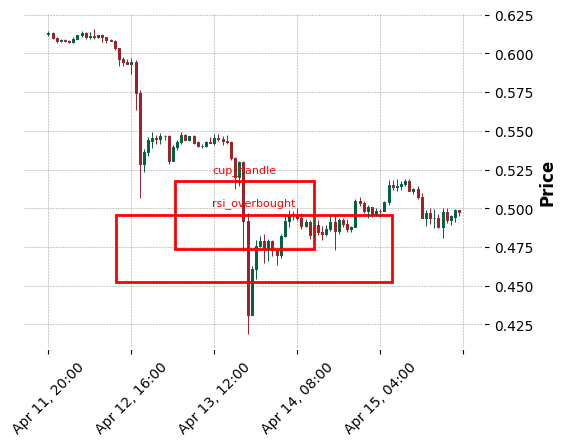 0.625
0.600
0.575
0.550
0.525
0.500
0.475
0.450
0.425
Price
cup_handle
rsi_overbought
Apr 11, 20:00
Apr 12, 16:00
Apr 13, 12:00
Apr 14, 08:00
Apr 15, 04:00